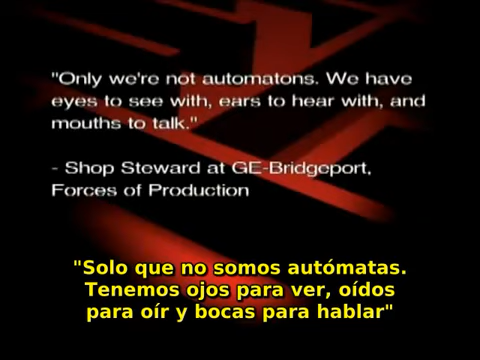 "Only we're not automatons. We have
eyes to see with, ears to hear with, and
mouths to talk."
- Shop Steward at GE-Bridgeport,
Forces of Production
"Solo que no somos autómatas.
Tenemos ojos para ver, oídos
para oír y bocas para hablar"